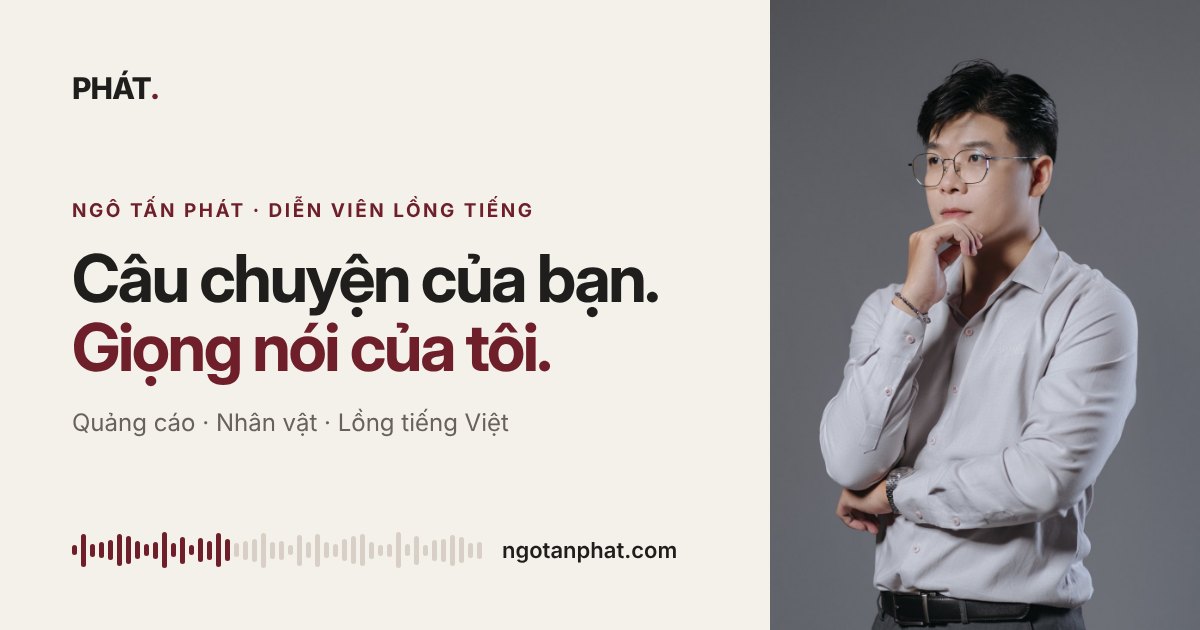 PHÁT.
NGÔ TẤN PHÁT · DIỄN VIÊN LỒNG TIẾNG
Câu chuyện của bạn.
Giọng nói của tôi.
Quảng cáo · Nhân vật · Lồng tiếng Việt
ngotanphat.com